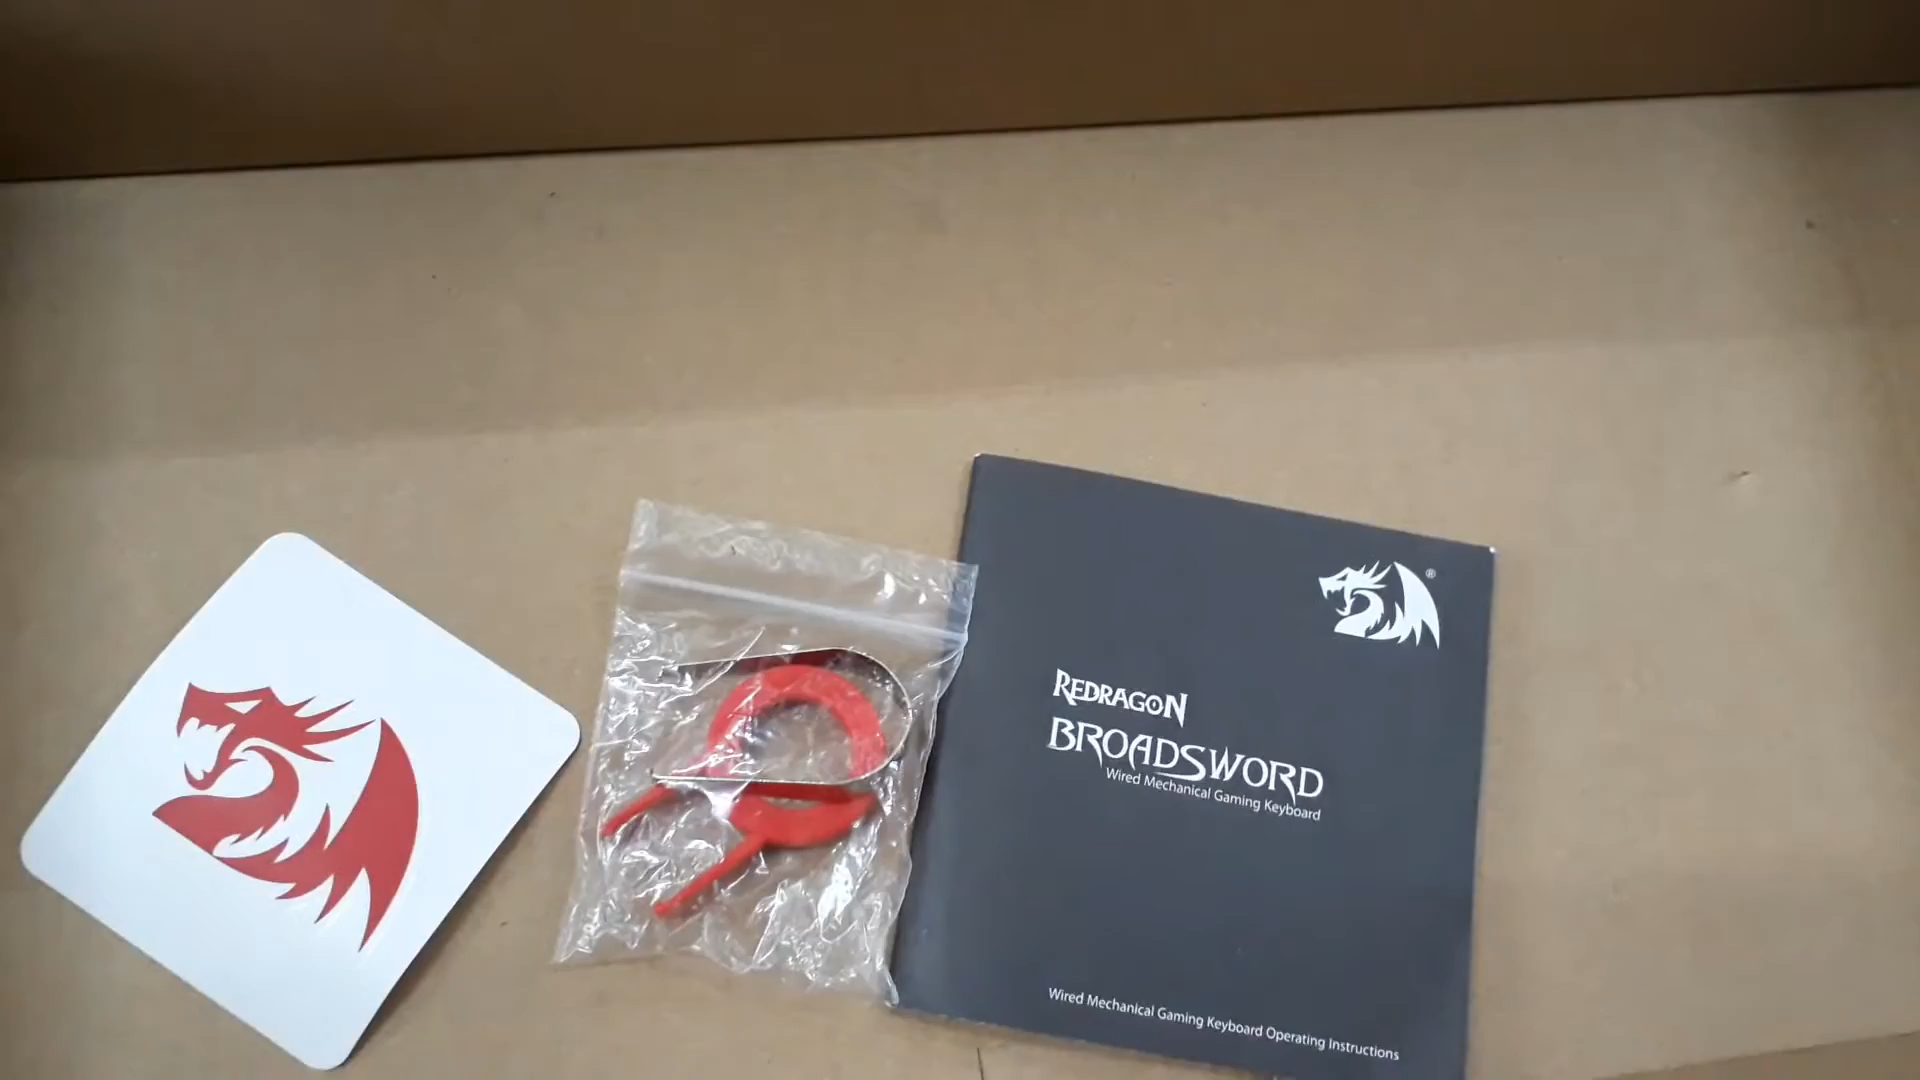 ®
REDRAGON
BROADSWORD
Wired Mechanical Gaming Keyboard
Wired Mechanical Gaming Keyboard Operating Instructions